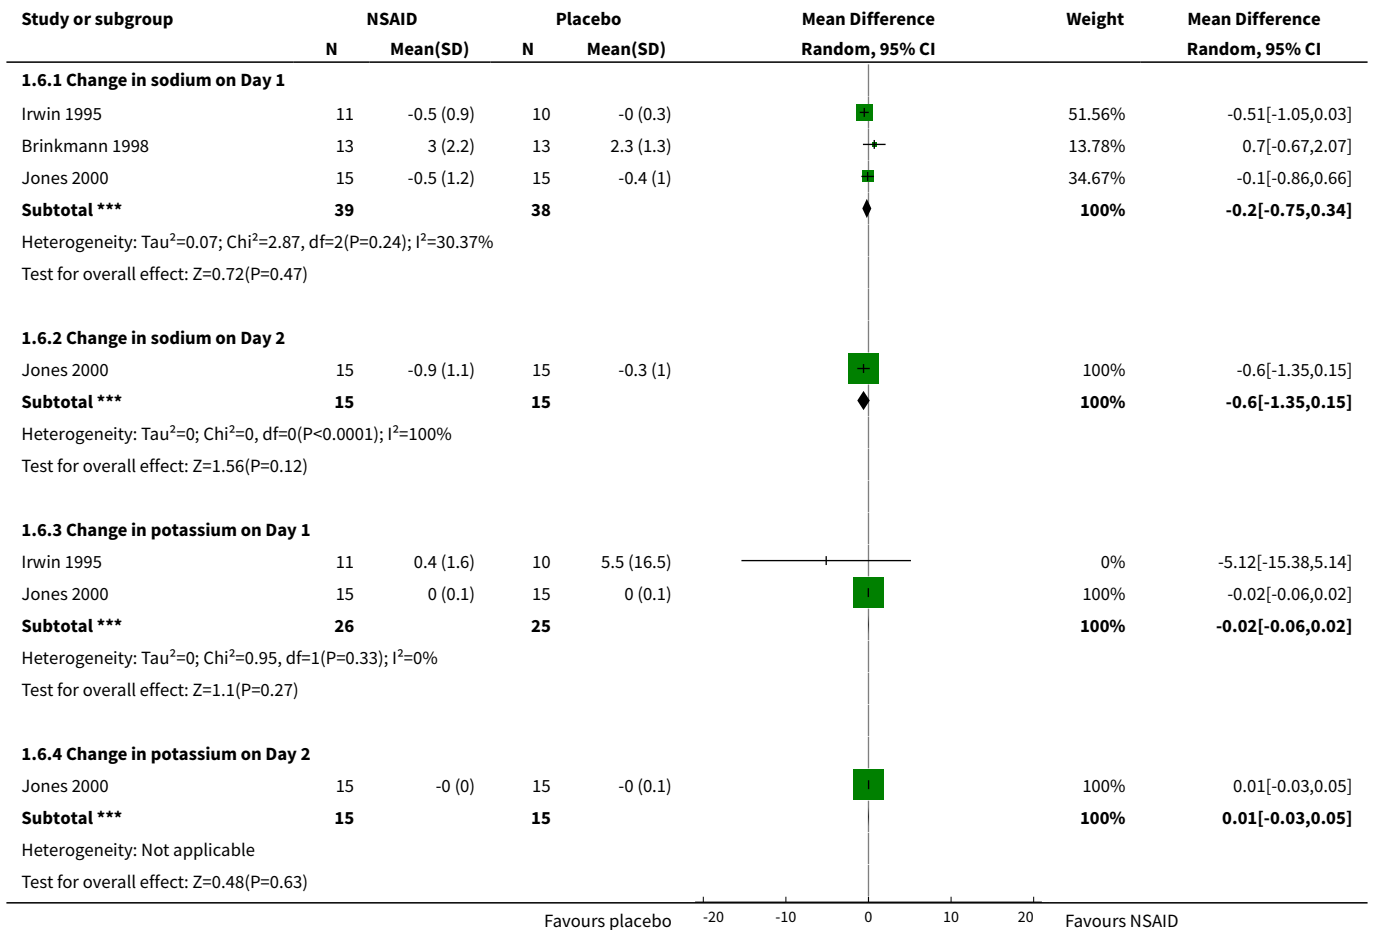 Study or subgroup NSAID Placebo Mean Difference Weight Mean Difference
N Mean(SD) N Mean(SD) Random, 95% CI Random, 95% CI
1.6.1 Change in sodium on Day 1
Irwin 1995 11 -0.5 (0.9) 10 -0 (0.3) 51.56% -0.51[-1.05,0.03]
Brinkmann 1998 13 3 (2.2) 13 2.3 (1.3) 13.78% 0.7[-0.67,2.07]
Jones 2000 15 -0.5 (1.2) 15 -0.4 (1) 34.67% -0.1[-0.86,0.66]
Subtotal *** 39 38 100% -0.2[-0.75,0.34]
Heterogeneity: Tau²=0.07; Chi²=2.87, df=2(P=0.24); I²=30.37%
Test for overall effect: Z=0.72(P=0.47)
1.6.2 Change in sodium on Day 2
Jones 2000 15 -0.9 (1.1) 15 -0.3 (1) 100% -0.6[-1.35,0.15]
Subtotal *** 15 15 100% -0.6[-1.35,0.15]
Heterogeneity: Tau²=0; Chi²=0, df=0(P<0.0001); I²=100%
Test for overall effect: Z=1.56(P=0.12)
1.6.3 Change in potassium on Day 1
Irwin 1995 11 0.4 (1.6) 10 5.5 (16.5) 0% -5.12[-15.38,5.14]
Jones 2000 15 0 (0.1) 15 0 (0.1) 100% -0.02[-0.06,0.02]
Subtotal *** 26 25 100% -0.02[-0.06,0.02]
Heterogeneity: Tau²=0; Chi²=0.95, df=1(P=0.33); I²=0%
Test for overall effect: Z=1.1(P=0.27)
1.6.4 Change in potassium on Day 2
Jones 2000 15 -0 (0) 15 -0 (0.1) 100% 0.01[-0.03,0.05]
Subtotal *** 15 15 100% 0.01[-0.03,0.05]
Heterogeneity: Not applicable
Test for overall effect: Z=0.48(P=0.63)
Favours placebo -20 -10 0 10 20 Favours NSAID